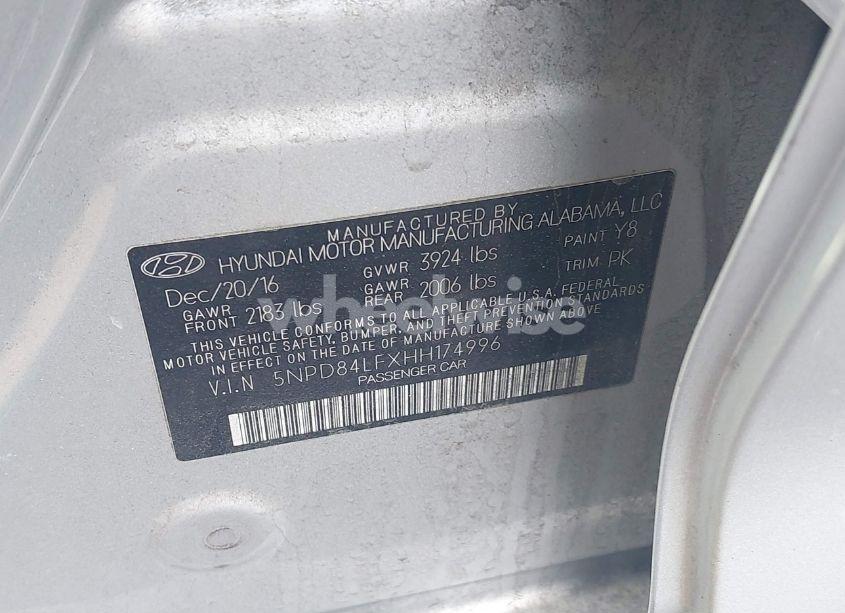 MANUFACTURED BY
HYUNDAI MOTOR MANUFACTURING ALABAMA, LLC
Dec/20/16 GVWR 3924 lbs PAINT Y8
GAWR FRONT 2183 lbs GAWR REAR 2006 lbs TRIM PK
THIS VEHICLE CONFORMS TO ALL APPLICABLE U.S.A. FEDERAL
MOTOR VEHICLE SAFETY, BUMPER, AND THEFT PREVENTION STANDARDS
IN EFFECT ON THE DATE OF MANUFACTURE SHOWN ABOVE
V.I.N 5NPD84LFXHH174996
PASSENGER CAR